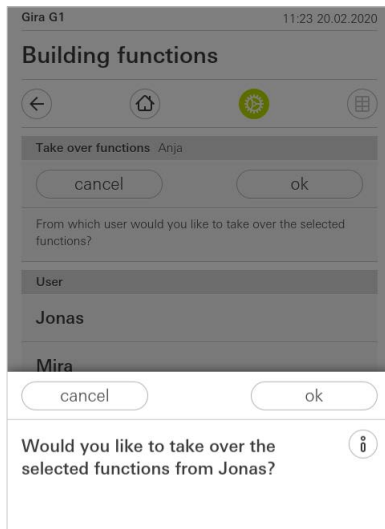 Gira G1 11:23 20.02.2020
Building functions
Take over functions Anja
cancel ok
From which user would you like to take over the selected
functions?
User
Jonas
Mira
cancel ok
Would you like to take over the
selected functions from Jonas?